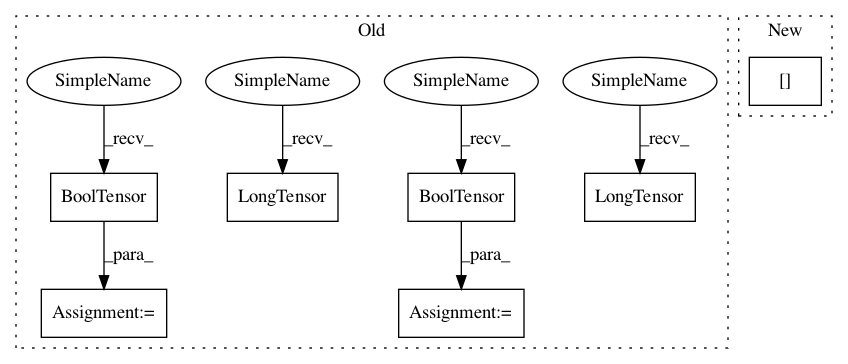 Old
New
SimpleName
SimpleName
SimpleName
SimpleName
[]
_recv_
_recv_
_recv_
_recv_
BoolTensor
LongTensor
BoolTensor
LongTensor
_para_
_para_
Assignment:=
Assignment:=